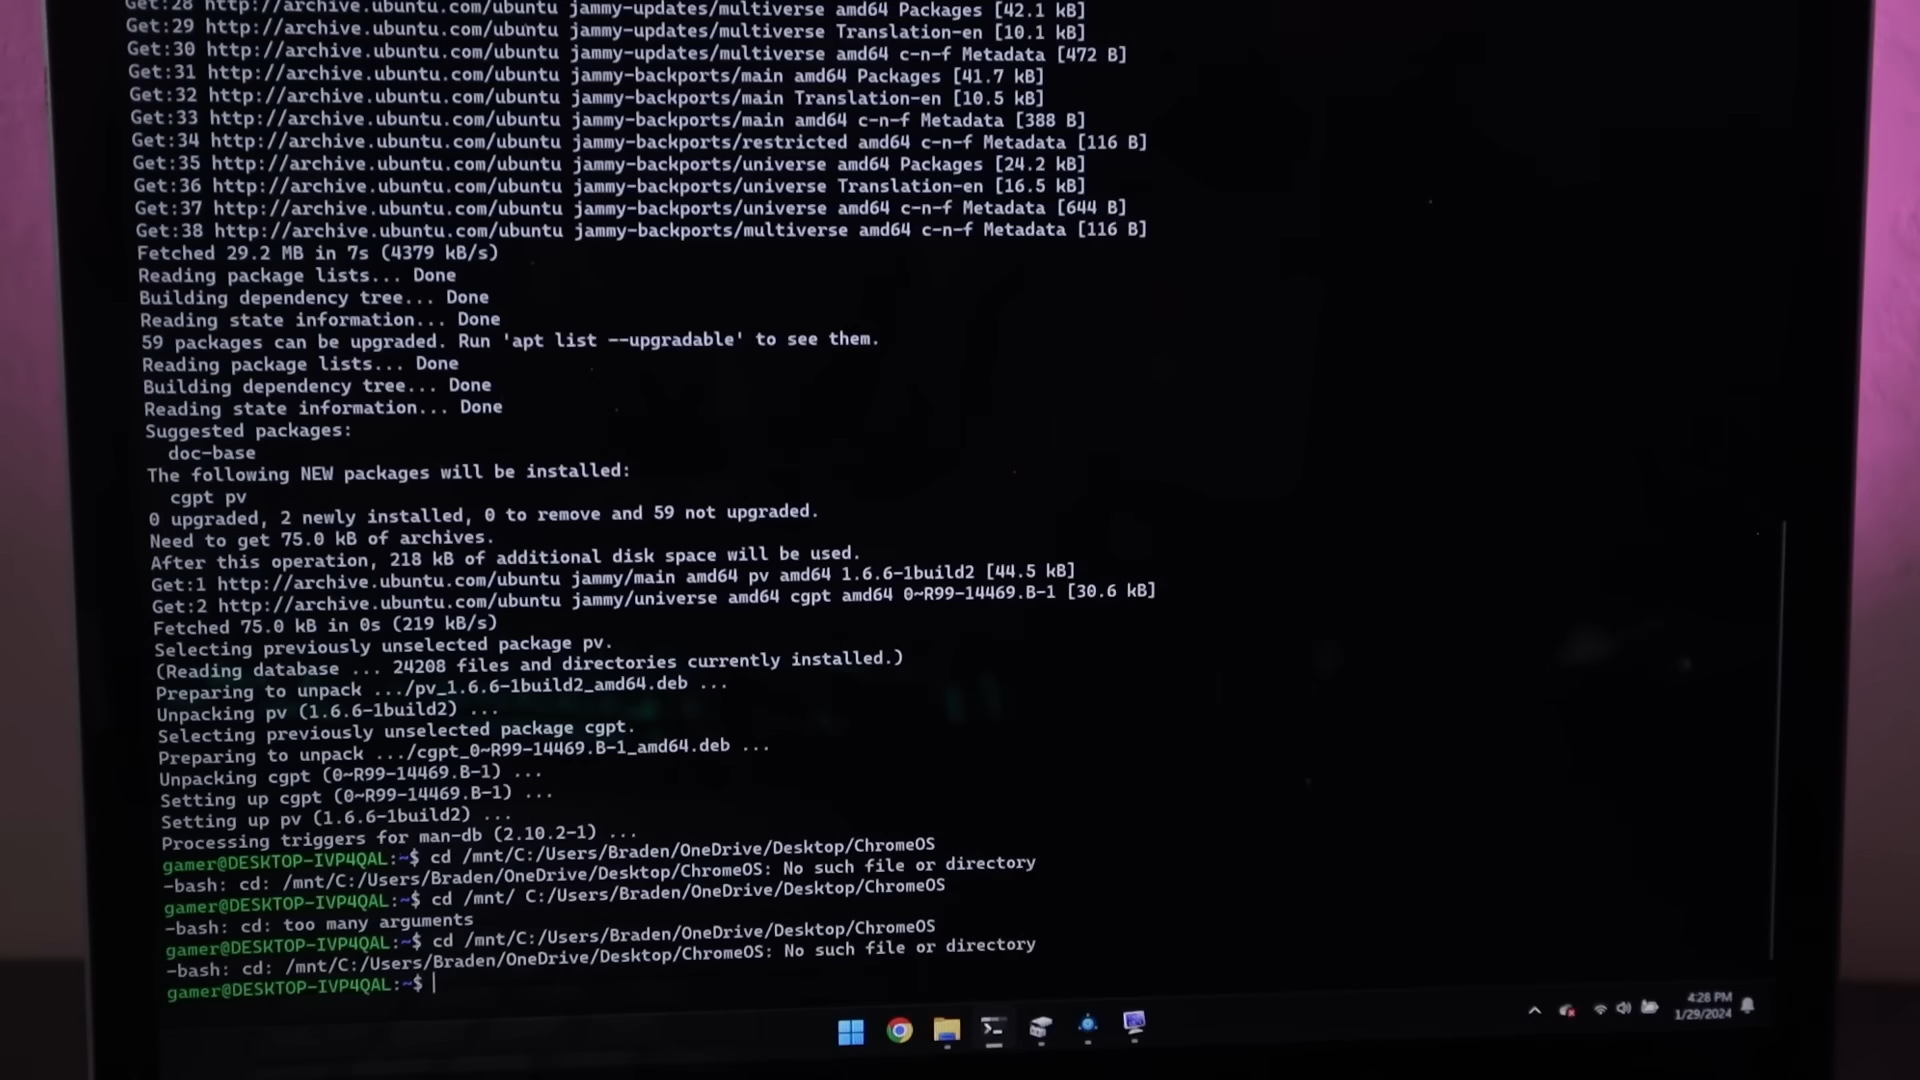 Get:28 http://archive.ubuntu.com/ubuntu jammy-updates/multiverse amd64 Packages [42.1 kB]
Get:29 http://archive.ubuntu.com/ubuntu jammy-updates/multiverse Translation-en [10.1 kB]
Get:30 http://archive.ubuntu.com/ubuntu jammy-updates/multiverse amd64 c-n-f Metadata [472 B]
Get:31 http://archive.ubuntu.com/ubuntu jammy-backports/main amd64 Packages [41.7 kB]
Get:32 http://archive.ubuntu.com/ubuntu jammy-backports/main Translation-en [10.5 kB]
Get:33 http://archive.ubuntu.com/ubuntu jammy-backports/main amd64 c-n-f Metadata [388 B]
Get:34 http://archive.ubuntu.com/ubuntu jammy-backports/restricted amd64 c-n-f Metadata [116 B]
Get:35 http://archive.ubuntu.com/ubuntu jammy-backports/universe amd64 Packages [24.2 kB]
Get:36 http://archive.ubuntu.com/ubuntu jammy-backports/universe Translation-en [16.5 kB]
Get:37 http://archive.ubuntu.com/ubuntu jammy-backports/universe amd64 c-n-f Metadata [644 B]
Get:38 http://archive.ubuntu.com/ubuntu jammy-backports/multiverse amd64 c-n-f Metadata [116 B]
Fetched 29.2 MB in 7s (4379 kB/s)
Reading package lists... Done
Building dependency tree... Done
Reading state information... Done
59 packages can be upgraded. Run 'apt list --upgradable' to see them.
Reading package lists... Done
Building dependency tree... Done
Reading state information... Done
Suggested packages:
  doc-base
The following NEW packages will be installed:
  cgpt pv
0 upgraded, 2 newly installed, 0 to remove and 59 not upgraded.
Need to get 75.0 kB of archives.
After this operation, 218 kB of additional disk space will be used.
Get:1 http://archive.ubuntu.com/ubuntu jammy/main amd64 pv amd64 1.6.6-1build2 [44.5 kB]
Get:2 http://archive.ubuntu.com/ubuntu jammy/universe amd64 cgpt amd64 0~R99-14469.B-1 [30.6 kB]
Fetched 75.0 kB in 0s (219 kB/s)
Selecting previously unselected package pv.
(Reading database ... 24208 files and directories currently installed.)
Preparing to unpack .../pv_1.6.6-1build2_amd64.deb ...
Unpacking pv (1.6.6-1build2) ...
Selecting previously unselected package cgpt.
Preparing to unpack .../cgpt_0~R99-14469.B-1_amd64.deb ...
Unpacking cgpt (0~R99-14469.B-1) ...
Setting up cgpt (0~R99-14469.B-1) ...
Setting up pv (1.6.6-1build2) ...
Processing triggers for man-db (2.10.2-1) ...
gamer@DESKTOP-IVP4QAL:~$ cd /mnt/C:/Users/Braden/OneDrive/Desktop/ChromeOS
-bash: cd: /mnt/C:/Users/Braden/OneDrive/Desktop/ChromeOS: No such file or directory
gamer@DESKTOP-IVP4QAL:~$ cd /mnt/ C:/Users/Braden/OneDrive/Desktop/ChromeOS
-bash: cd: too many arguments
gamer@DESKTOP-IVP4QAL:~$ cd /mnt/C:/Users/Braden/OneDrive/Desktop/ChromeOS
-bash: cd: /mnt/C:/Users/Braden/OneDrive/Desktop/ChromeOS: No such file or directory
gamer@DESKTOP-IVP4QAL:~$
4:28 PM
1/29/2024